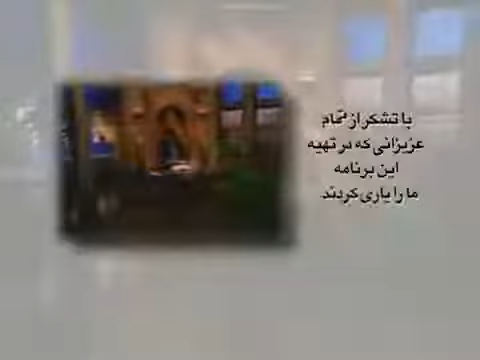 با تشکر از تمام
عزیزانی که در تهیه
این برنامه
ما را یاری کردند.